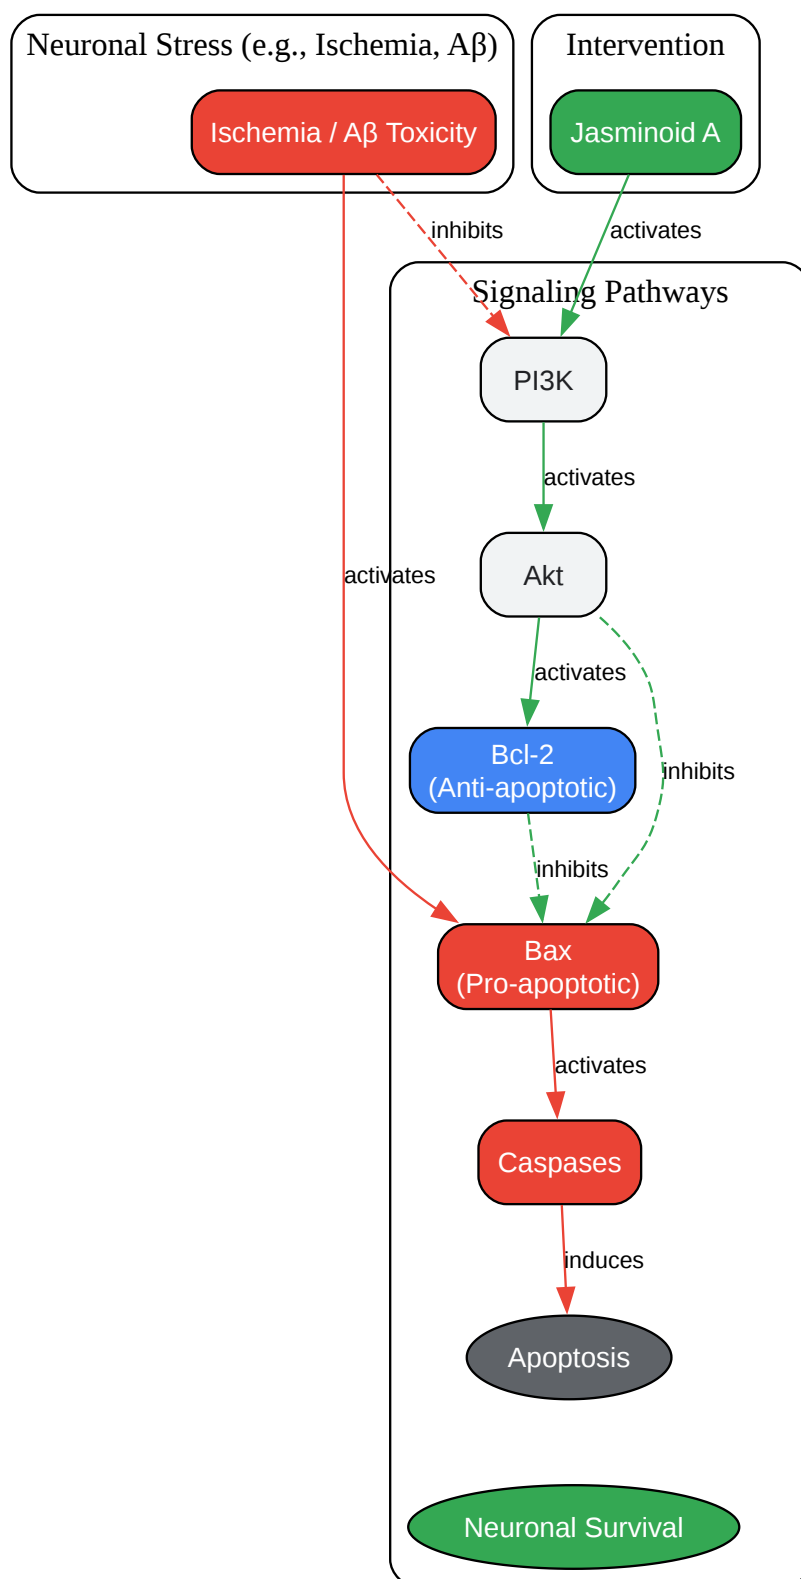 Neuronal Stress (e.g., Ischemia, Aβ)
Intervention
Ischemia / Aβ Toxicity
Jasminoid A
inhibits
activates
Signaling Pathways
PI3K
activates
Akt
activates
activates
Bcl-2
(Anti-apoptotic)
inhibits
inhibits
Bax
(Pro-apoptotic)
activates
Caspases
induces
Apoptosis
Neuronal Survival